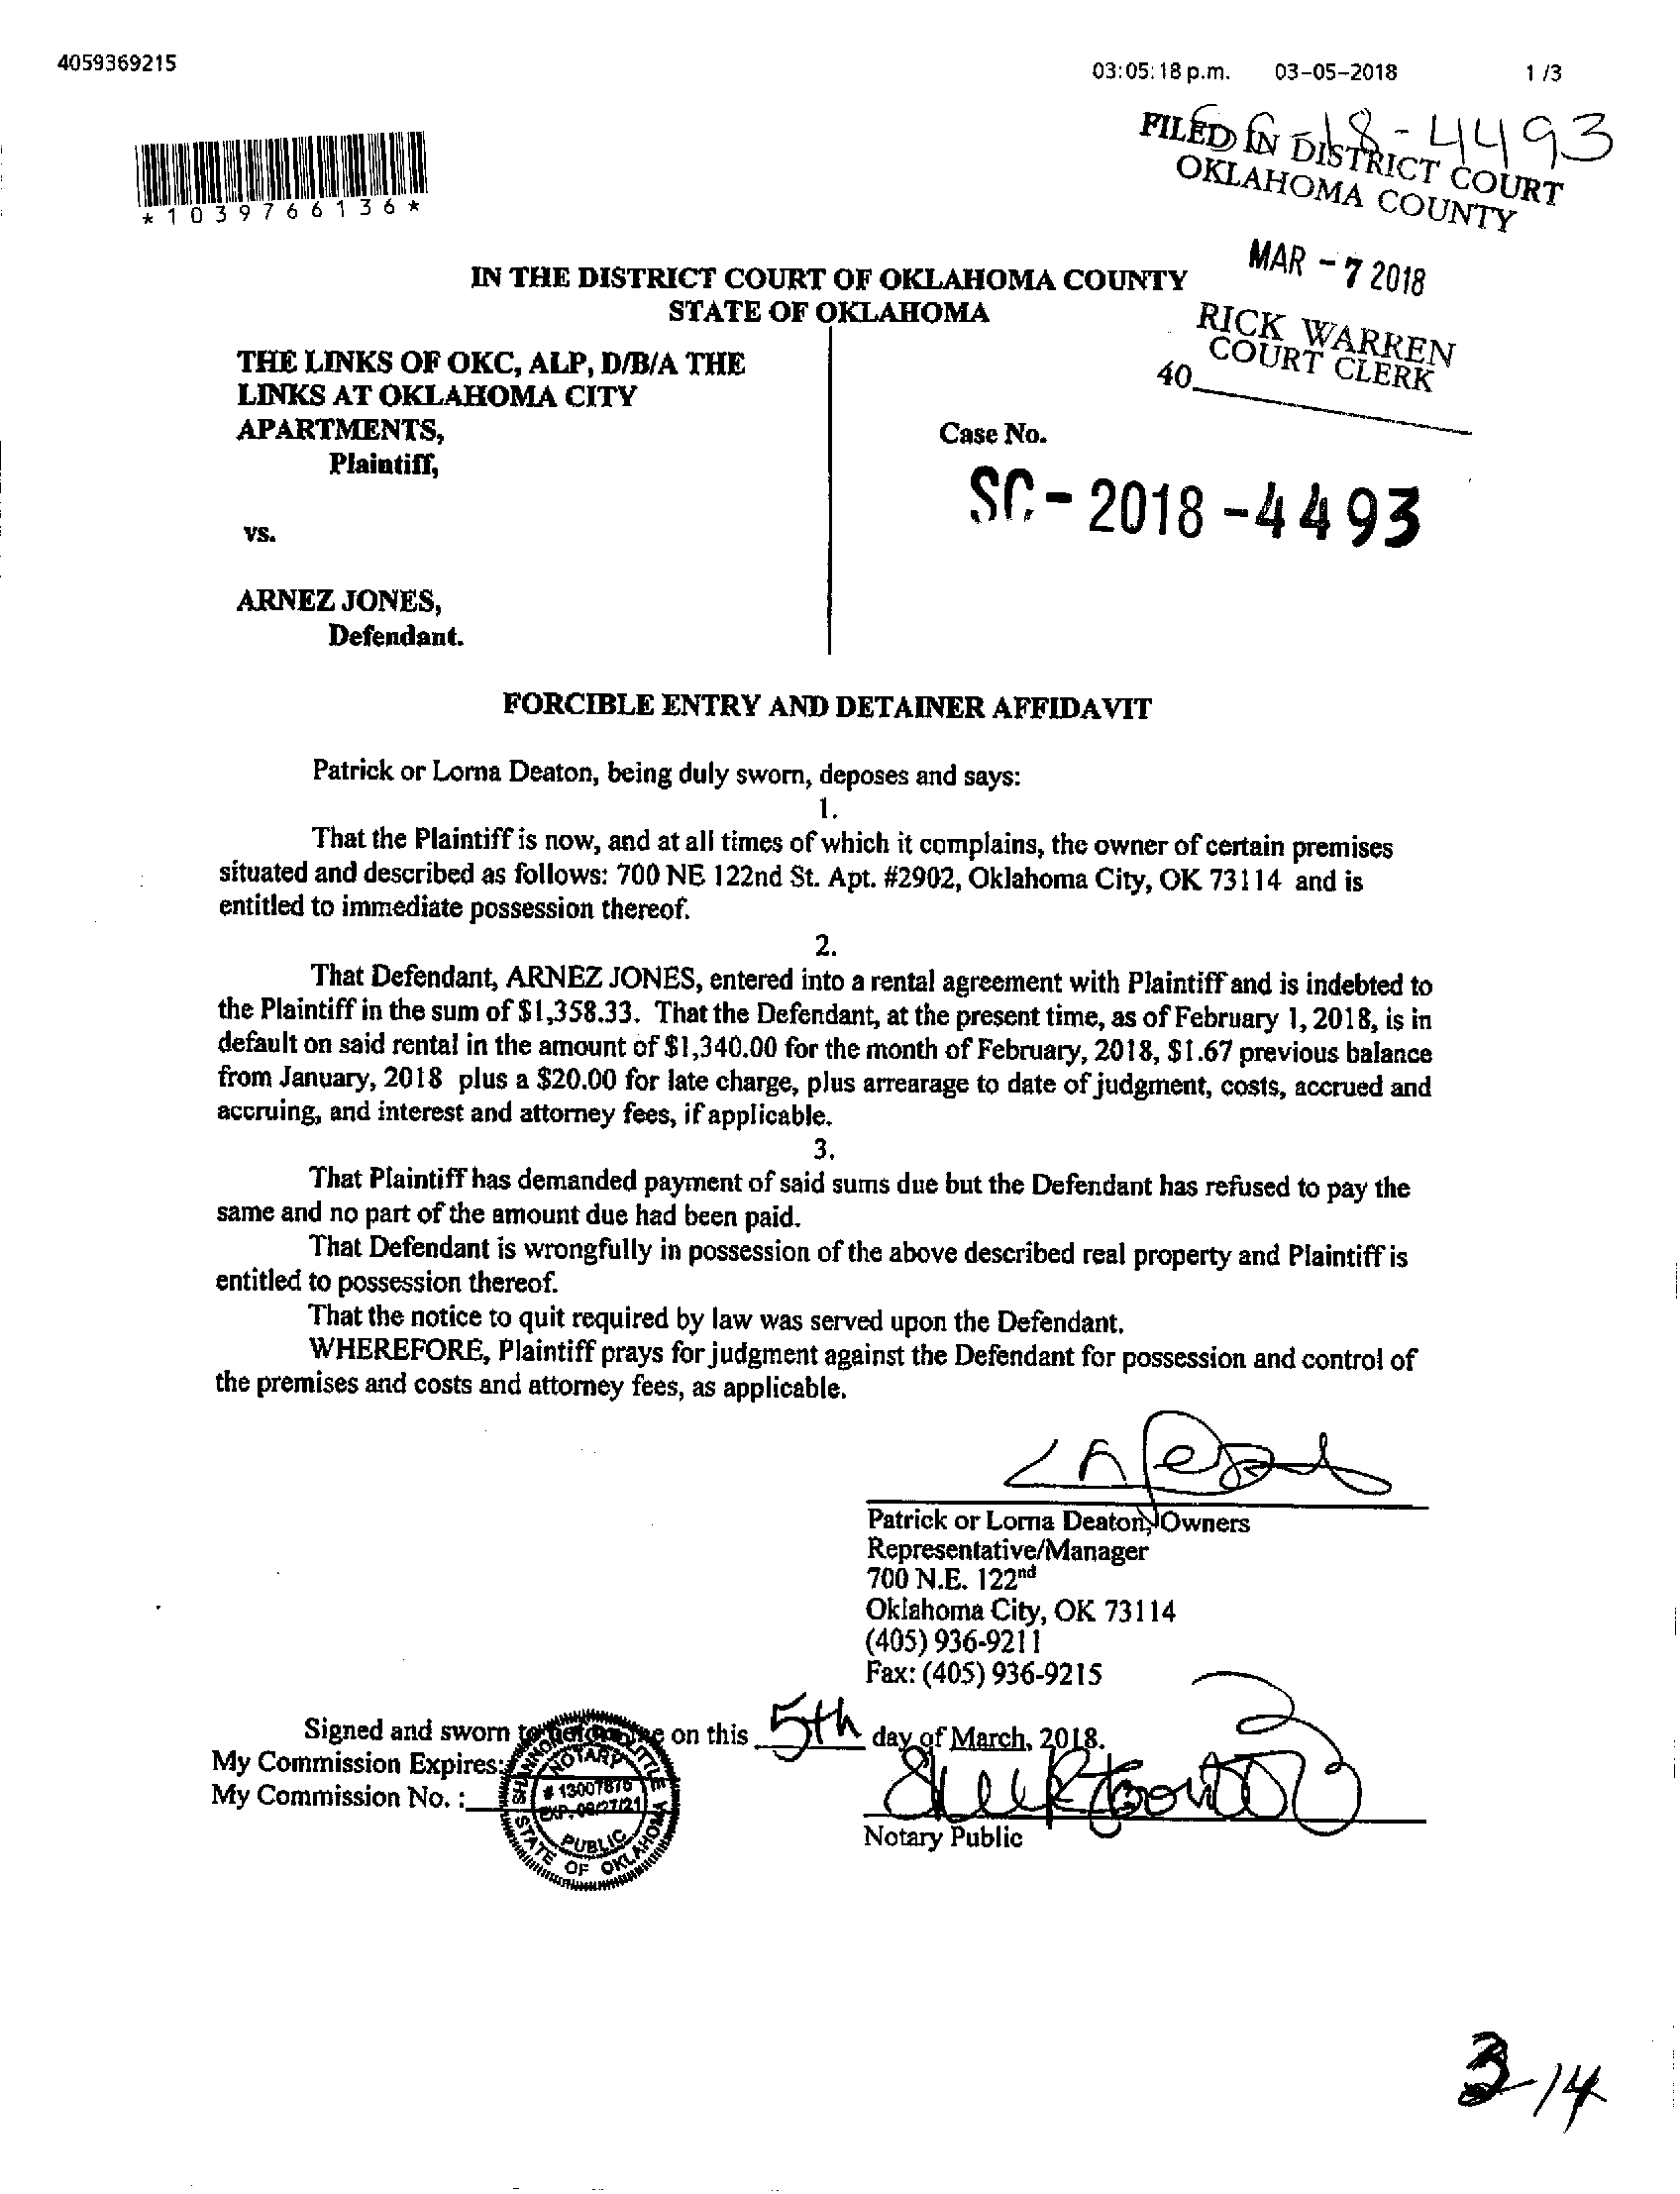 4059369215
03:05:18 p.m. 03-05-2018 1 /3
18-4493
FILED IN DISTRICT COURT
OKLAHOMA COUNTY
*1039766136*
MAR - 7 2018
IN THE DISTRICT COURT OF OKLAHOMA COUNTY
STATE OF OKLAHOMA
RICK WARREN
COURT CLERK
40
THE LINKS OF OKC, ALP, D/B/A THE
LINKS AT OKLAHOMA CITY
APARTMENTS,
Plaintiff,
Case No.
SC-2018-4493
vs.
ARNEZ JONES,
Defendant.
FORCIBLE ENTRY AND DETAINER AFFIDAVIT
Patrick or Lorna Deaton, being duly sworn, deposes and says:
1.
That the Plaintiff is now, and at all times of which it complains, the owner of certain premises
situated and described as follows: 700 NE 122nd St. Apt. #2902, Oklahoma City, OK 73114 and is
entitled to immediate possession thereof.
2.
That Defendant, ARNEZ JONES, entered into a rental agreement with Plaintiff and is indebted to
the Plaintiff in the sum of $1,358.33. That the Defendant, at the present time, as of February 1, 2018, is in
default on said rental in the amount of $1,340.00 for the month of February, 2018, $1.67 previous balance
from January, 2018 plus a $20.00 for late charge, plus arrearage to date of judgment, costs, accrued and
accruing, and interest and attorney fees, if applicable.
3.
That Plaintiff has demanded payment of said sums due but the Defendant has refused to pay the
same and no part of the amount due had been paid.
That Defendant is wrongfully in possession of the above described real property and Plaintiff is
entitled to possession thereof.
That the notice to quit required by law was served upon the Defendant.
WHEREFORE, Plaintiff prays for judgment against the Defendant for possession and control of
the premises and costs and attorney fees, as applicable.
Patrick or Lorna Deaton, Owners
Representative/Manager
700 N.E. 122nd
Oklahoma City, OK 73114
(405) 936-9211
Fax: (405) 936-9215
Signed and sworn to before me on this 5th day of March, 2018.
My Commission Expires:
My Commission No. :
NOTARY
# 13007876
EXP. 09/27/21
PUBLIC
STATE OF OKLAHOMA
Notary Public
3-14